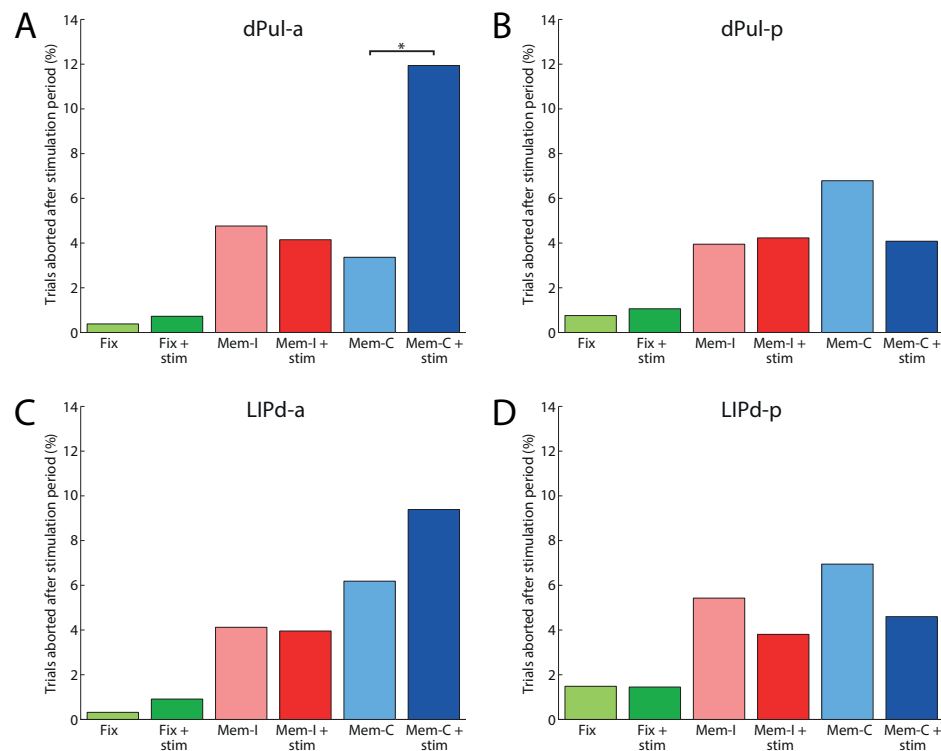 A
dPul-a
Trials aborted after stimulation period (%)
14
12
10
8
6
4
2
0
*
Fix
Fix +
stim
Mem-I
Mem-I +
stim
Mem-C
Mem-C +
stim
B
dPul-p
Trials aborted after stimulation period (%)
14
12
10
8
6
4
2
0
Fix
Fix +
stim
Mem-I
Mem-I +
stim
Mem-C
Mem-C +
stim
C
LIPd-a
Trials aborted after stimulation period (%)
14
12
10
8
6
4
2
0
Fix
Fix +
stim
Mem-I
Mem-I +
stim
Mem-C
Mem-C +
stim
D
LIPd-p
Trials aborted after stimulation period (%)
14
12
10
8
6
4
2
0
Fix
Fix +
stim
Mem-I
Mem-I +
stim
Mem-C
Mem-C +
stim